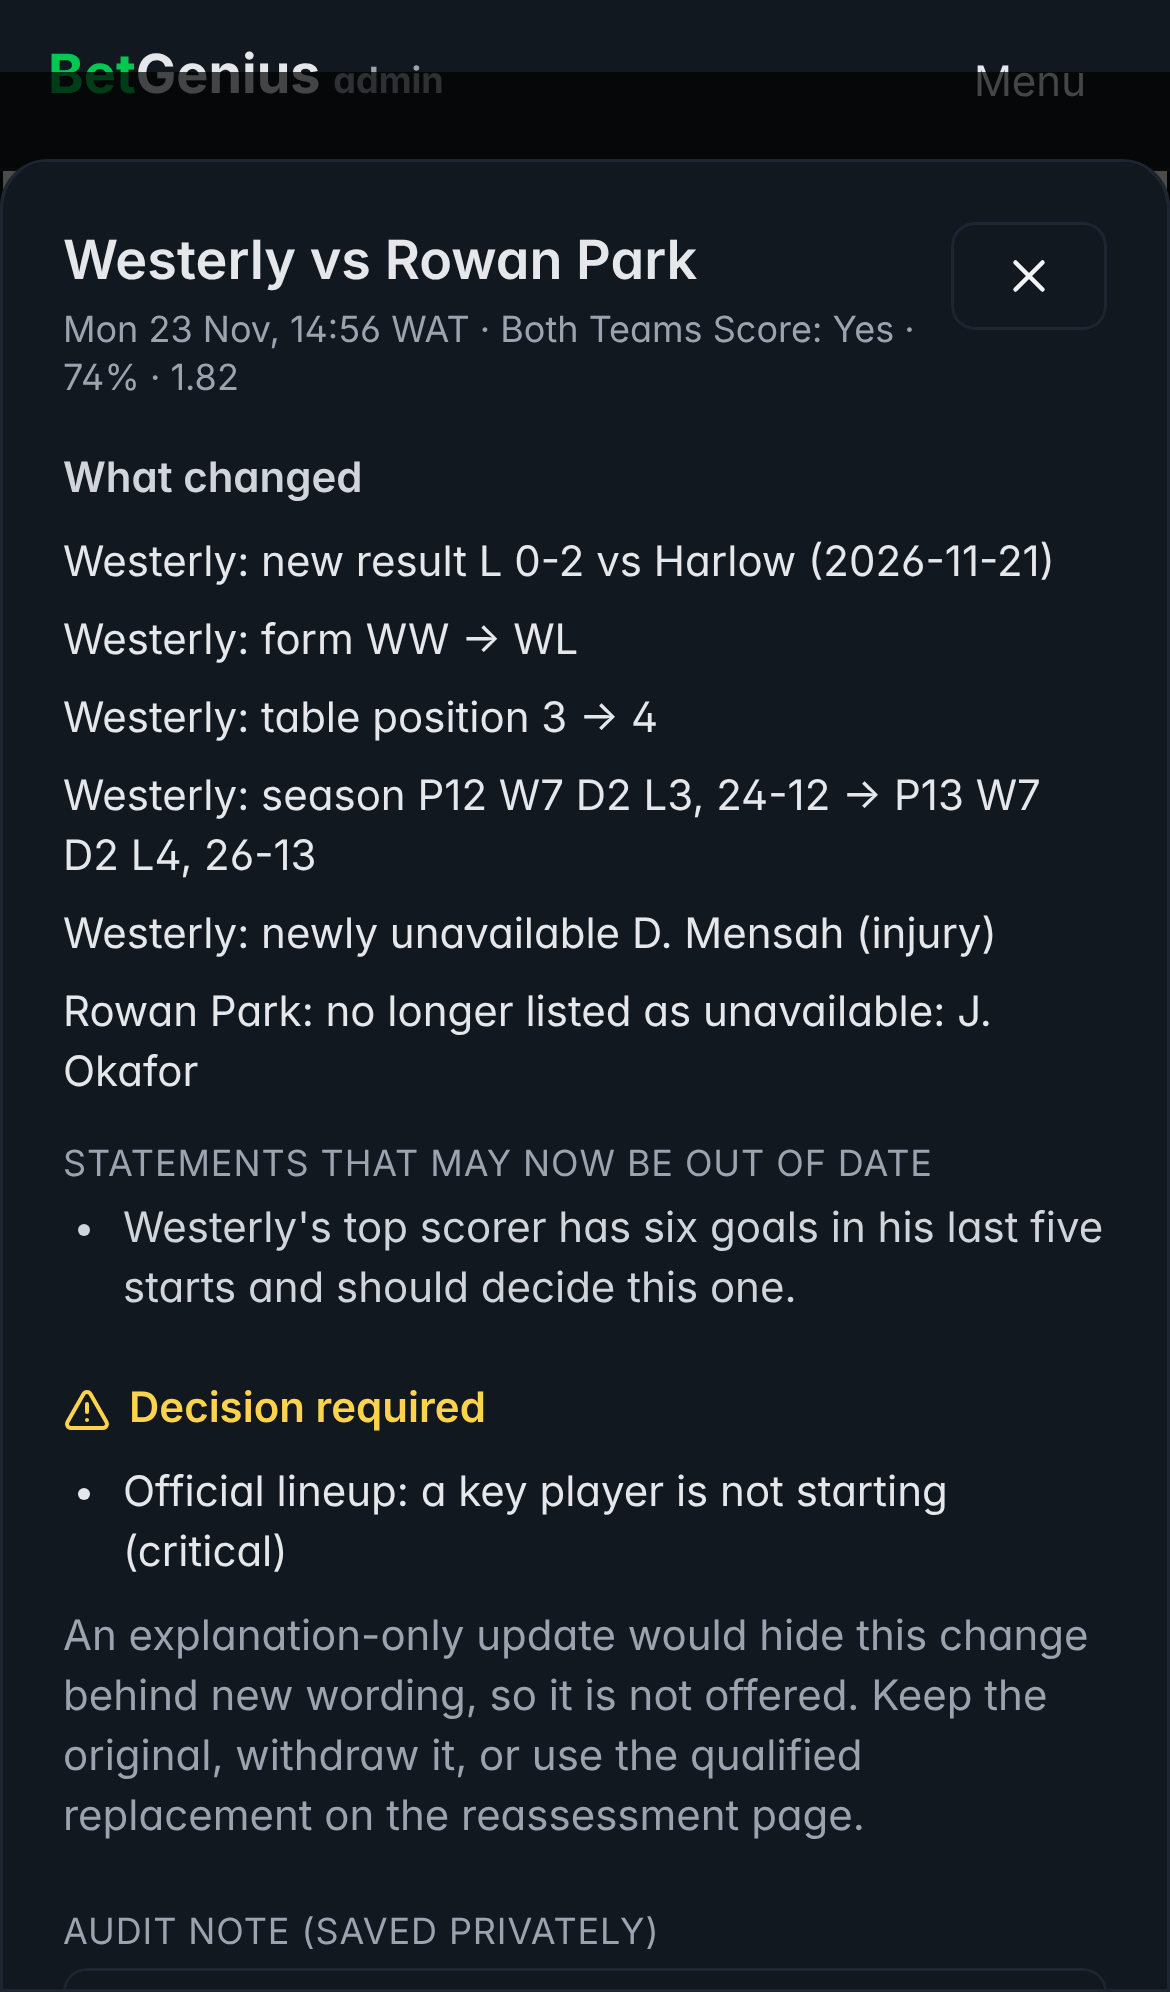 BetGenius admin
Menu
Westerly vs Rowan Park
Mon 23 Nov, 14:56 WAT · Both Teams Score: Yes ·
74% · 1.82
What changed
Westerly: new result L 0-2 vs Harlow (2026-11-21)
Westerly: form WW → WL
Westerly: table position 3 → 4
Westerly: season P12 W7 D2 L3, 24-12 → P13 W7
D2 L4, 26-13
Westerly: newly unavailable D. Mensah (injury)
Rowan Park: no longer listed as unavailable: J.
Okafor
STATEMENTS THAT MAY NOW BE OUT OF DATE
• Westerly's top scorer has six goals in his last five
starts and should decide this one.
Decision required
• Official lineup: a key player is not starting
(critical)
An explanation-only update would hide this change
behind new wording, so it is not offered. Keep the
original, withdraw it, or use the qualified
replacement on the reassessment page.
AUDIT NOTE (SAVED PRIVATELY)